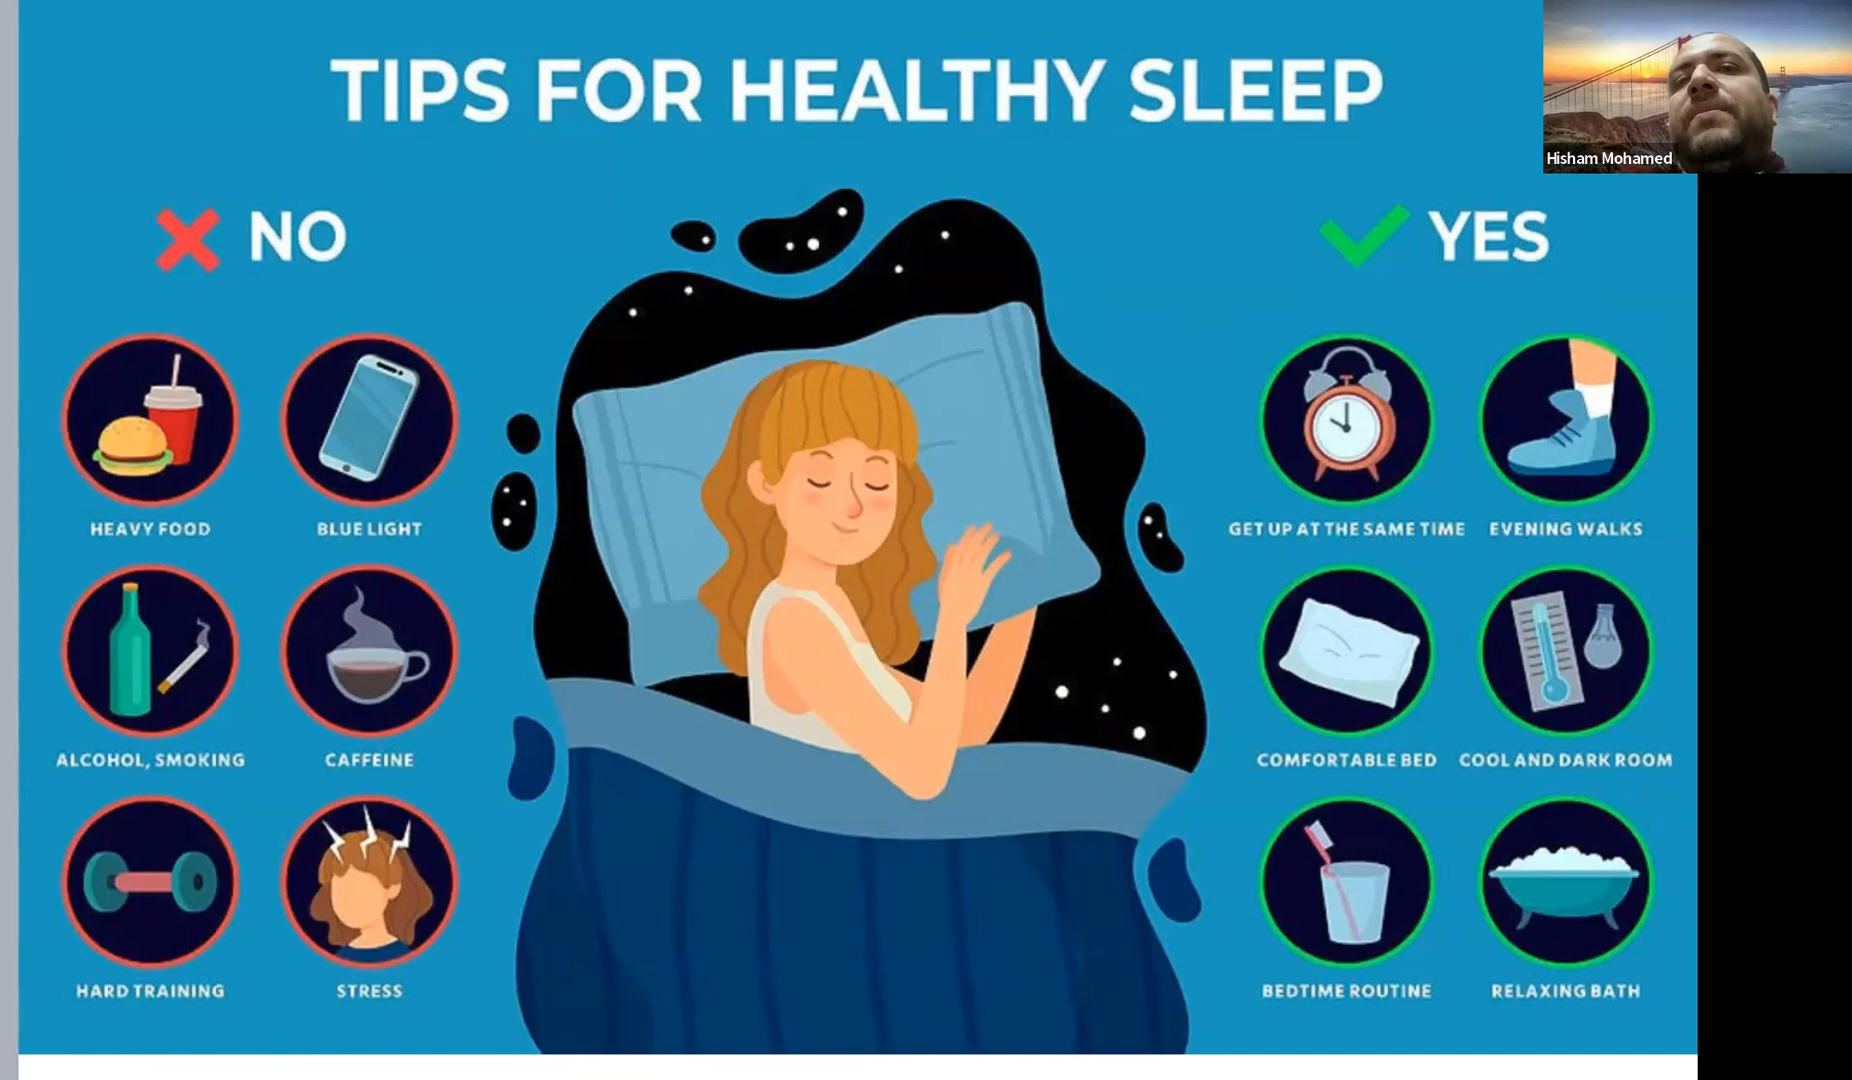 TIPS FOR HEALTHY SLEEP
Hisham Mohamed
NO
HEAVY FOOD
BLUE LIGHT
ALCOHOL, SMOKING
CAFFEINE
HARD TRAINING
STRESS
YES
GET UP AT THE SAME TIME
EVENING WALKS
COMFORTABLE BED
COOL AND DARK ROOM
BEDTIME ROUTINE
RELAXING BATH